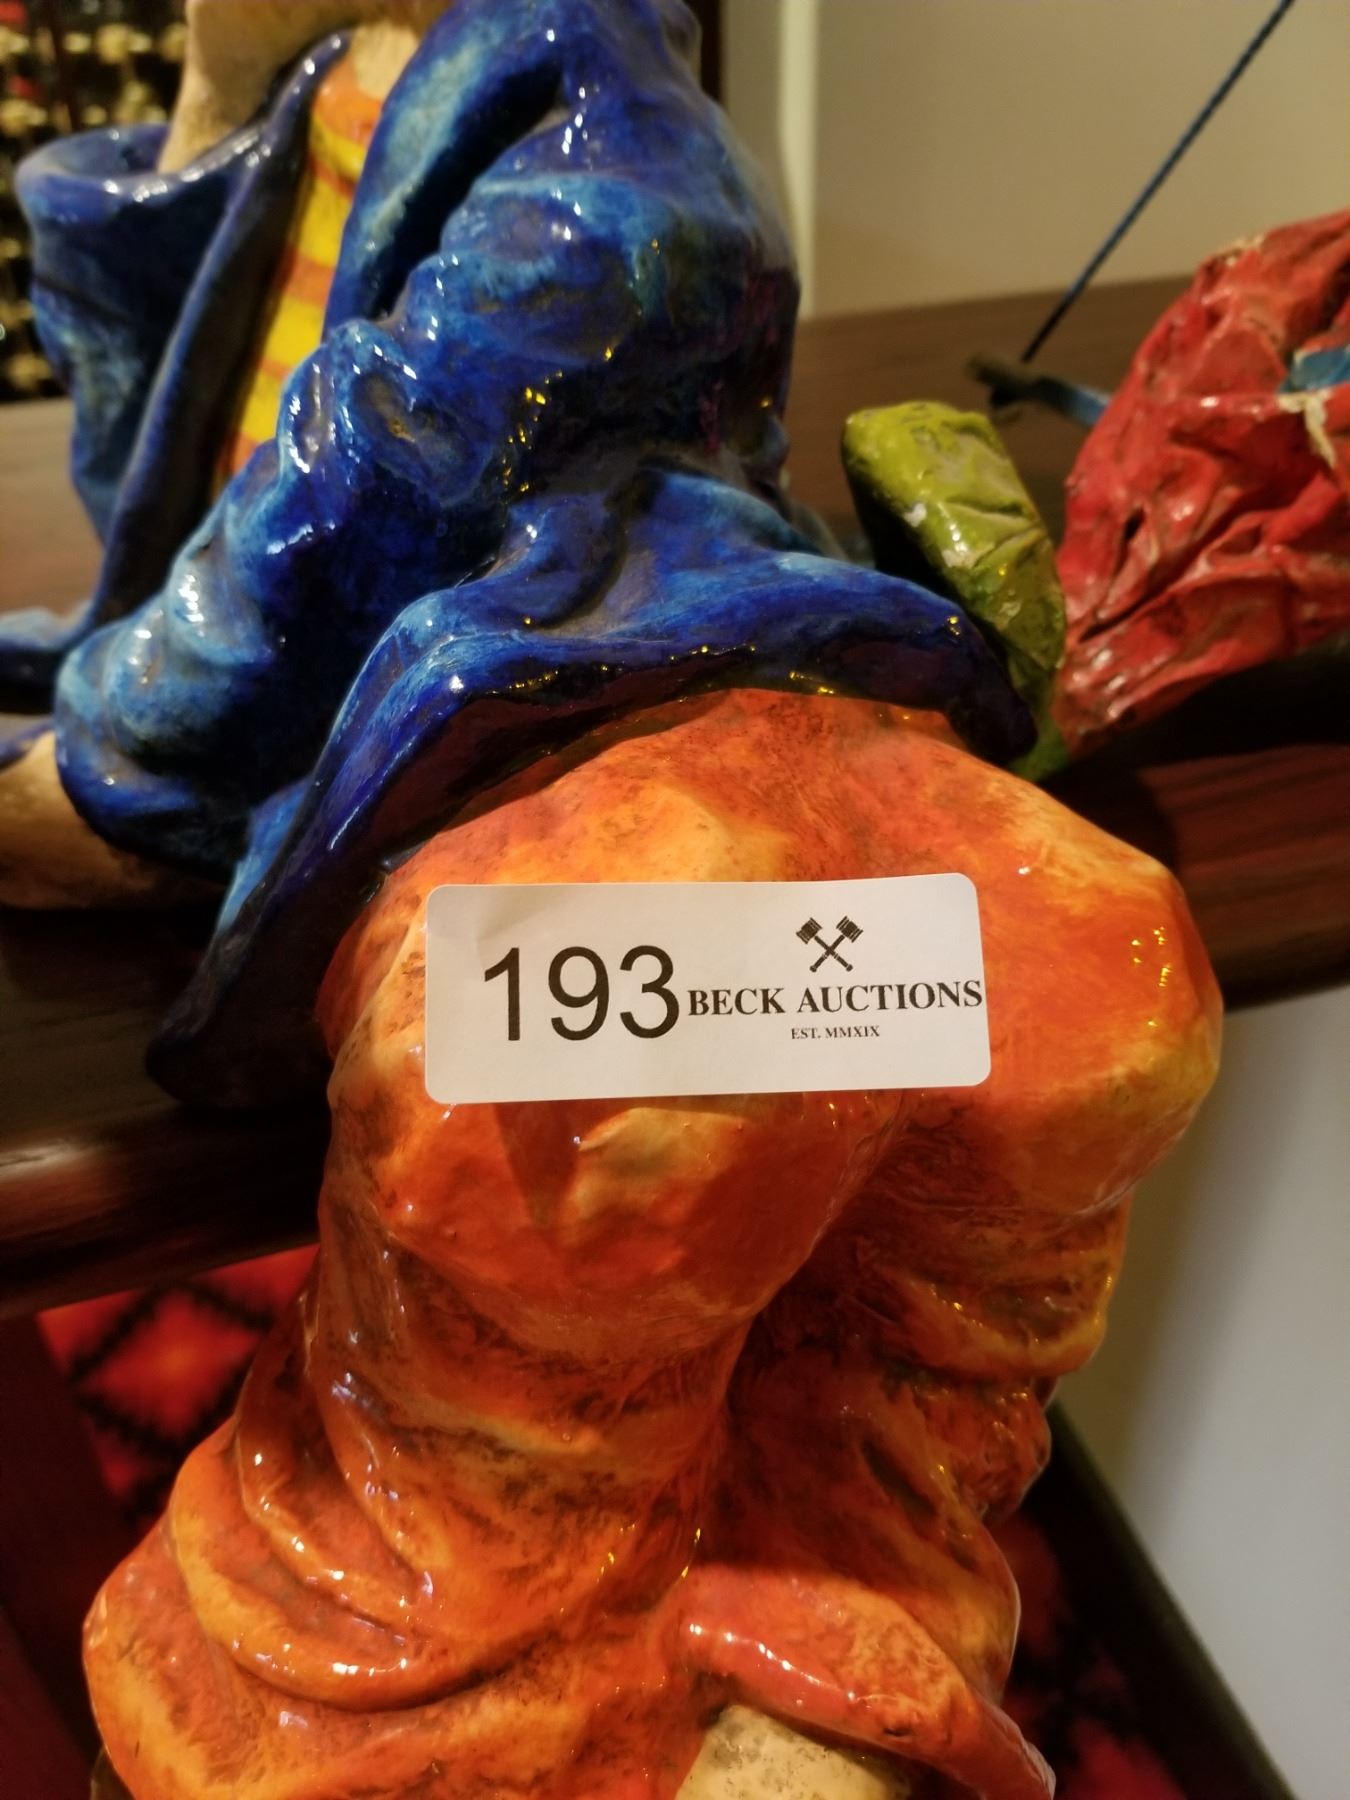 193
BECK AUCTIONS
EST. MMXIX